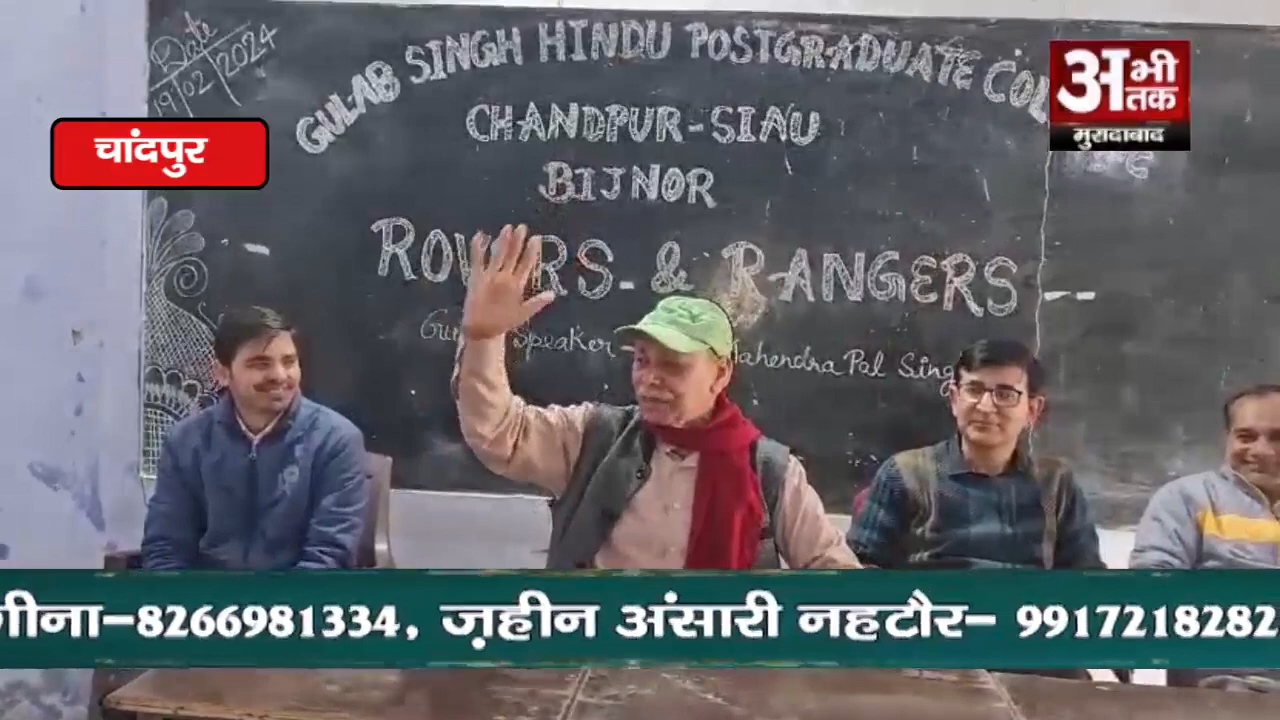 Date
19/02/2024
GULAB SINGH HINDU POSTGRADUATE COL
CHANDPUR-SIAU
BIJNOR
ROVERS & RANGERS
Speaker - Mahendra Pal Sing
चांदपुर
अभी तक
मुरादाबाद
गीना-8266981334, ज़हीन अंसारी नहटौर- 9917218282